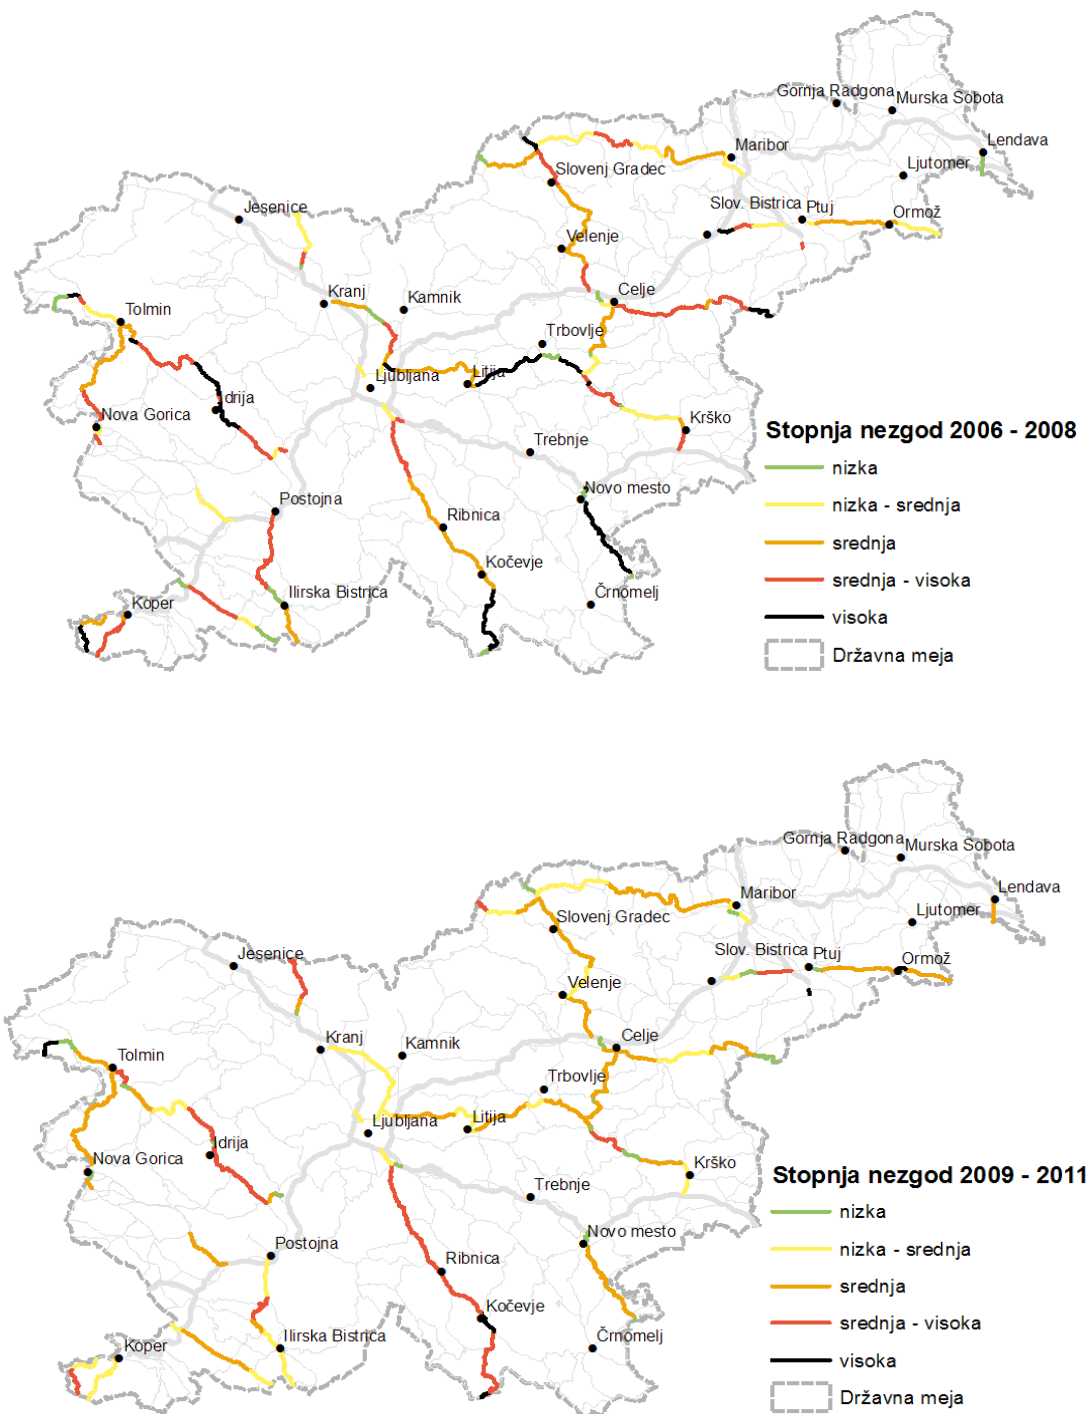 Gornja Radgona
Murska Sobota
Maribor
Lendava
Ljutomer
Slovenj Gradec
Jesenice
Slov. Bistrica
Ptuj
Ormož
Velenje
Kranj
Kamnik
Celje
Tolmin
Trbovlje
Ljubljana
Litija
Idrija
Nova Gorica
Krško
Trebnje
Postojna
Novo mesto
Ribnica
Kočevje
Ilirska Bistrica
Koper
Črnomelj
Stopnja nezgod 2006 - 2008
nizka
nizka - srednja
srednja
srednja - visoka
visoka
Državna meja
Gornja Radgona
Murska Sobota
Maribor
Lendava
Ljutomer
Slovenj Gradec
Jesenice
Slov. Bistrica
Ptuj
Ormož
Velenje
Kranj
Kamnik
Celje
Tolmin
Trbovlje
Ljubljana
Litija
Idrija
Nova Gorica
Krško
Trebnje
Novo mesto
Postojna
Ribnica
Kočevje
Ilirska Bistrica
Koper
Črnomelj
Stopnja nezgod 2009 - 2011
nizka
nizka - srednja
srednja
srednja - visoka
visoka
Državna meja